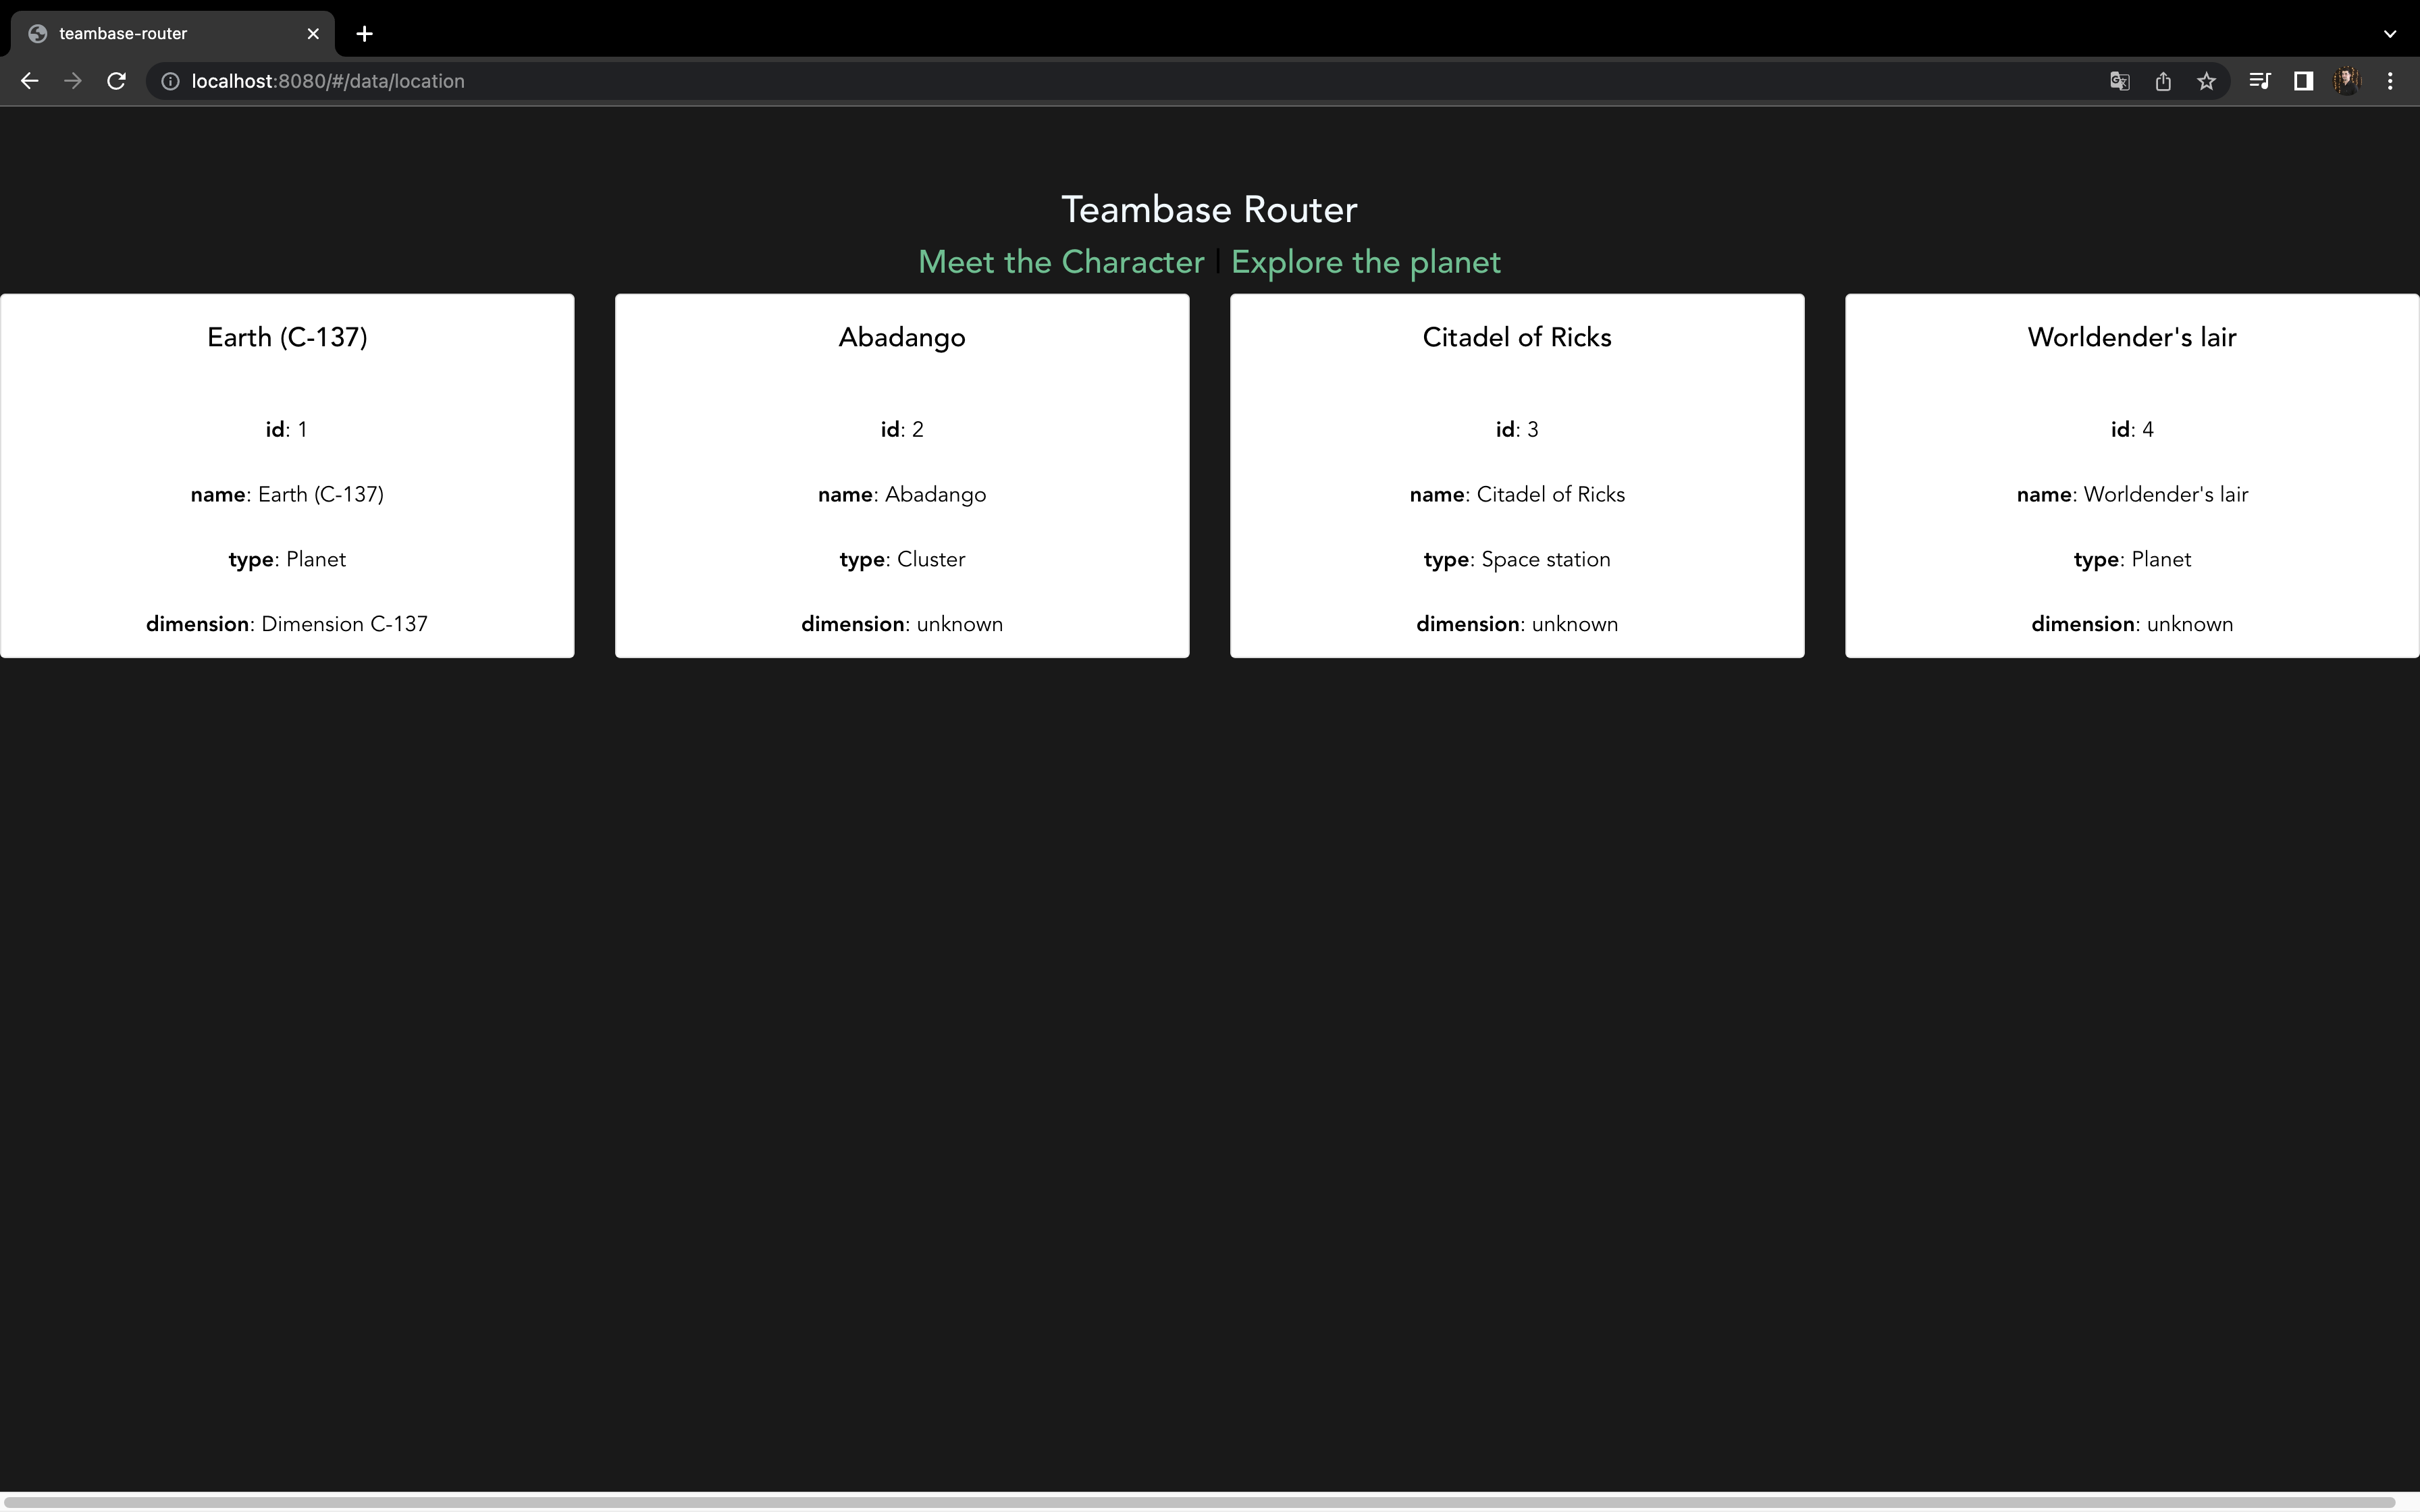 teambase-router
localhost:8080/#/data/location
Teambase Router
Meet the Character | Explore the planet
Earth (C-137)
id: 1
name: Earth (C-137)
type: Planet
dimension: Dimension C-137
Abadango
id: 2
name: Abadango
type: Cluster
dimension: unknown
Citadel of Ricks
id: 3
name: Citadel of Ricks
type: Space station
dimension: unknown
Worldender's lair
id: 4
name: Worldender's lair
type: Planet
dimension: unknown